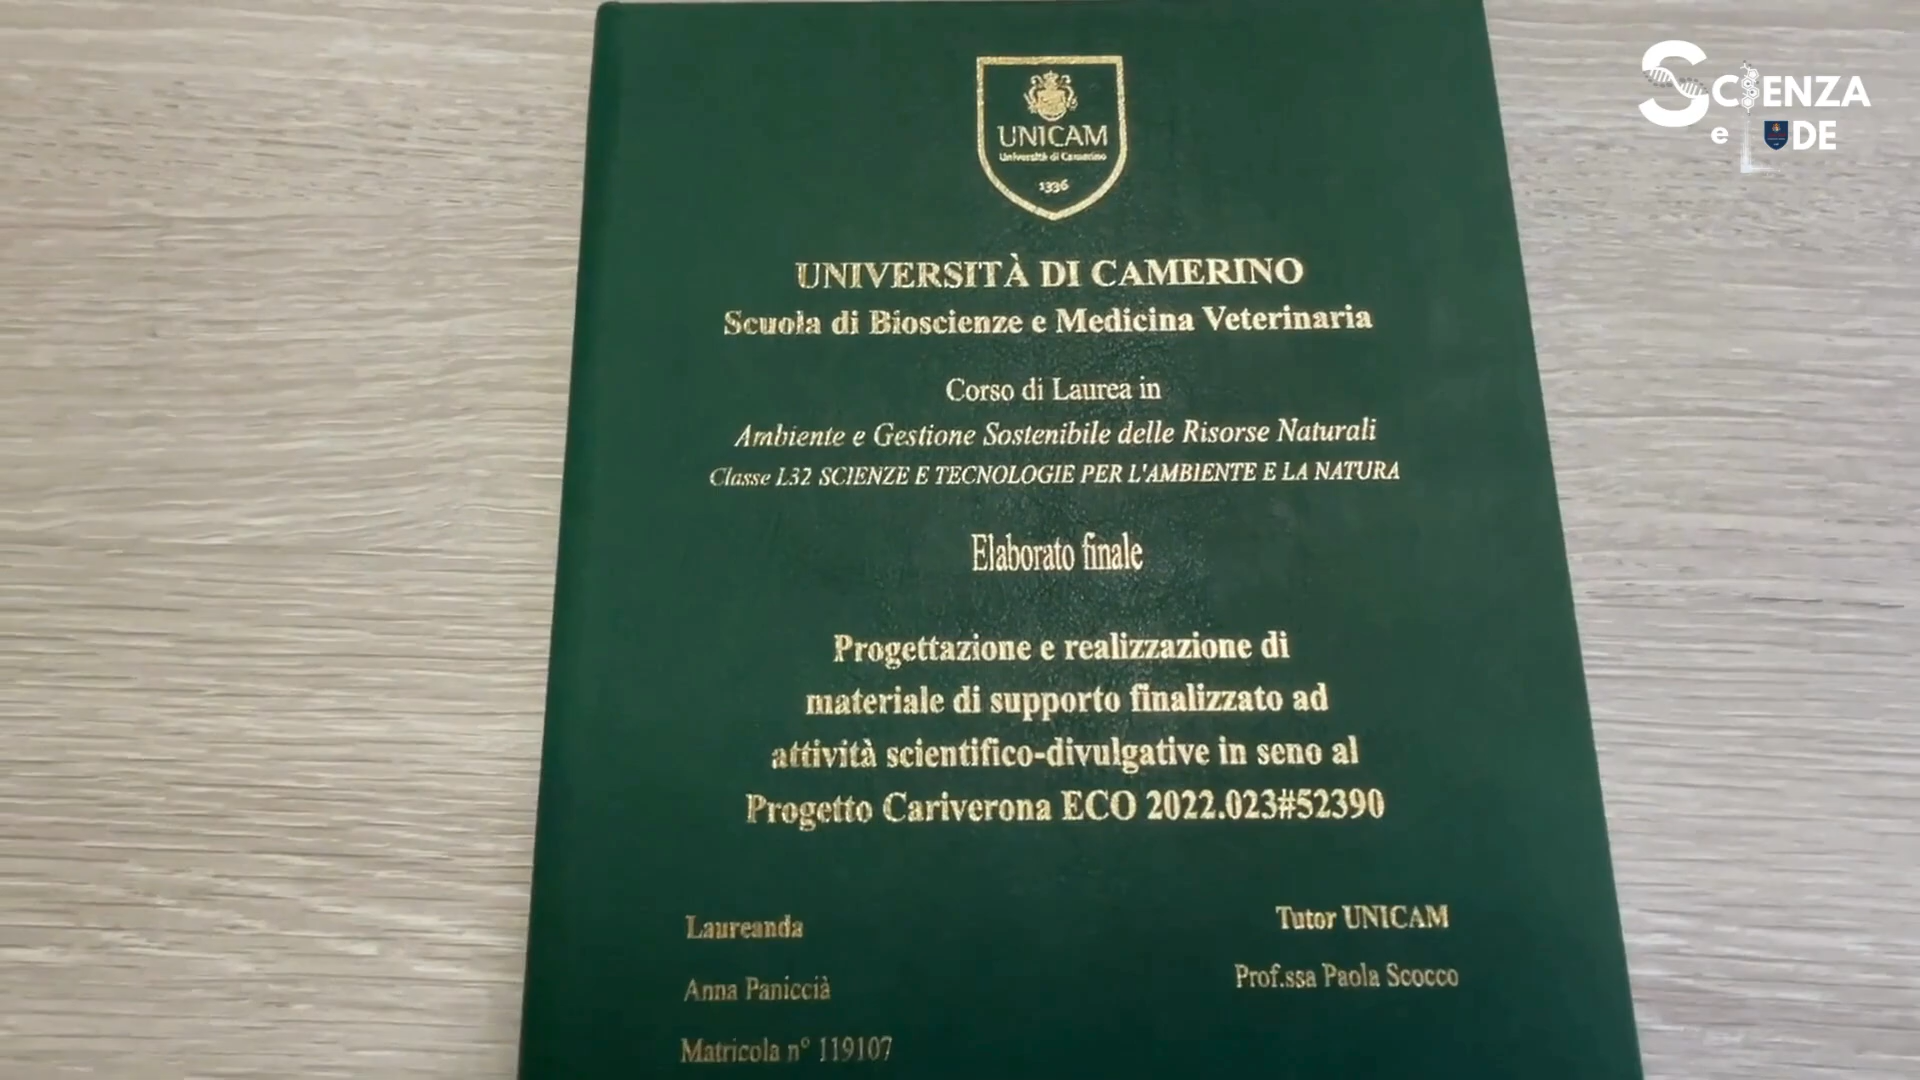 SCIENZA
e LODE
UNICAM
Università di Camerino
1336
UNIVERSITÀ DI CAMERINO
Scuola di Bioscienze e Medicina Veterinaria
Corso di Laurea in
Ambiente e Gestione Sostenibile delle Risorse Naturali
Classe L32 SCIENZE E TECNOLOGIE PER L'AMBIENTE E LA NATURA
Elaborato finale
Progettazione e realizzazione di
materiale di supporto finalizzato ad
attività scientifico-divulgative in seno al
Progetto Cariverona ECO 2022.023#52390
Laureanda
Anna Paniccià
Matricola n° 119107
Tutor UNICAM
Prof.ssa Paola Scocco